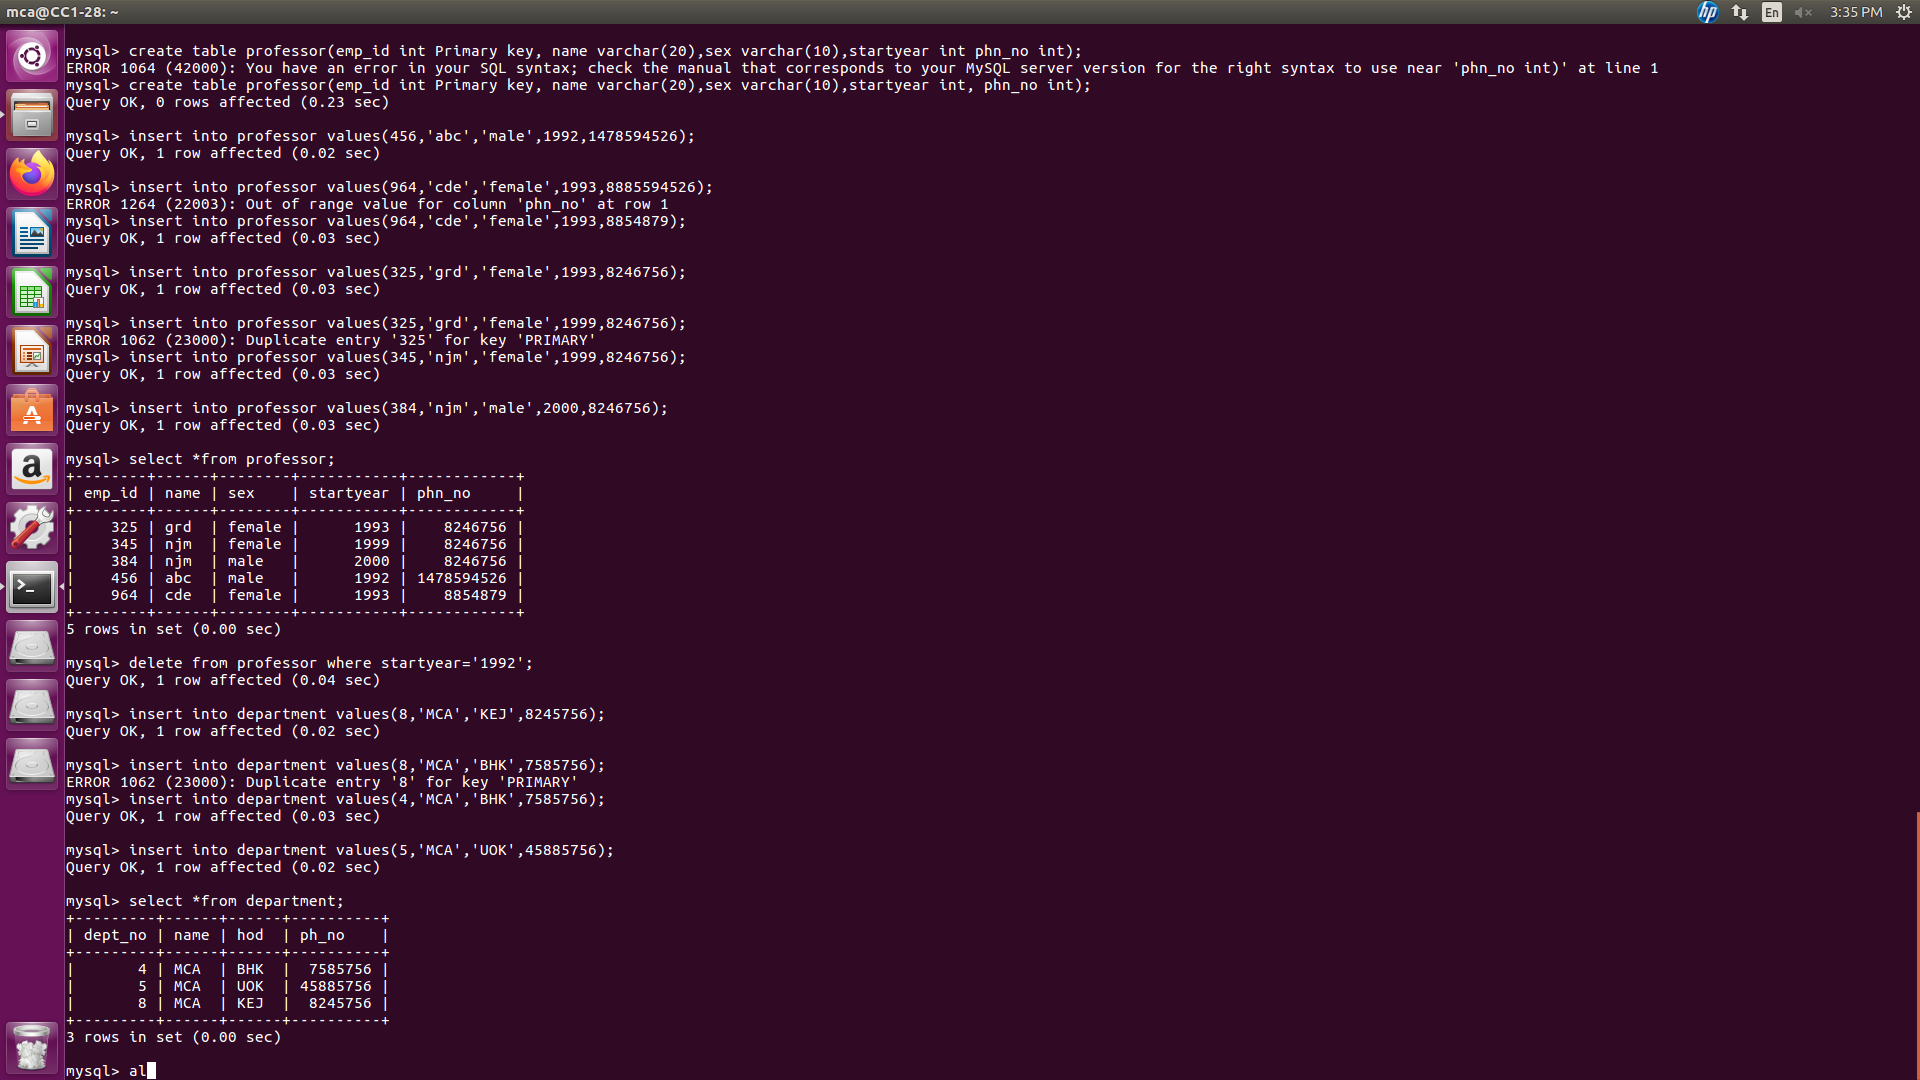 mca@CC1-28: ~
En
3:35 PM
mysql> create table professor(emp_id int Primary key, name varchar(20),sex varchar(10),startyear int phn_no int);
ERROR 1064 (42000): You have an error in your SQL syntax; check the manual that corresponds to your MySQL server version for the right syntax to use near 'phn_no int)' at line 1
mysql> create table professor(emp_id int Primary key, name varchar(20),sex varchar(10),startyear int, phn_no int);
Query OK, 0 rows affected (0.23 sec)
mysql> insert into professor values(456,'abc','male',1992,1478594526);
Query OK, 1 row affected (0.02 sec)
mysql> insert into professor values(964,'cde','female',1993,8885594526);
ERROR 1264 (22003): Out of range value for column 'phn_no' at row 1
mysql> insert into professor values(964,'cde','female',1993,8854879);
Query OK, 1 row affected (0.03 sec)
mysql> insert into professor values(325,'grd','female',1993,8246756);
Query OK, 1 row affected (0.03 sec)
mysql> insert into professor values(325,'grd','female',1999,8246756);
ERROR 1062 (23000): Duplicate entry '325' for key 'PRIMARY'
mysql> insert into professor values(345,'njm','female',1999,8246756);
Query OK, 1 row affected (0.03 sec)
mysql> insert into professor values(384,'njm','male',2000,8246756);
Query OK, 1 row affected (0.03 sec)
mysql> select *from professor;
+--------+------+--------+-----------+------------+
| emp_id | name | sex    | startyear | phn_no     |
+--------+------+--------+-----------+------------+
|    325 | grd  | female |      1993 |    8246756 |
|    345 | njm  | female |      1999 |    8246756 |
|    384 | njm  | male   |      2000 |    8246756 |
|    456 | abc  | male   |      1992 | 1478594526 |
|    964 | cde  | female |      1993 |    8854879 |
+--------+------+--------+-----------+------------+
5 rows in set (0.00 sec)
mysql> delete from professor where startyear='1992';
Query OK, 1 row affected (0.04 sec)
mysql> insert into department values(8,'MCA','KEJ',8245756);
Query OK, 1 row affected (0.02 sec)
mysql> insert into department values(8,'MCA','BHK',7585756);
ERROR 1062 (23000): Duplicate entry '8' for key 'PRIMARY'
mysql> insert into department values(4,'MCA','BHK',7585756);
Query OK, 1 row affected (0.03 sec)
mysql> insert into department values(5,'MCA','UOK',45885756);
Query OK, 1 row affected (0.02 sec)
mysql> select *from department;
+---------+------+------+----------+
| dept_no | name | hod  | ph_no    |
+---------+------+------+----------+
|       4 | MCA  | BHK  |  7585756 |
|       5 | MCA  | UOK  | 45885756 |
|       8 | MCA  | KEJ  |  8245756 |
+---------+------+------+----------+
3 rows in set (0.00 sec)
mysql> al